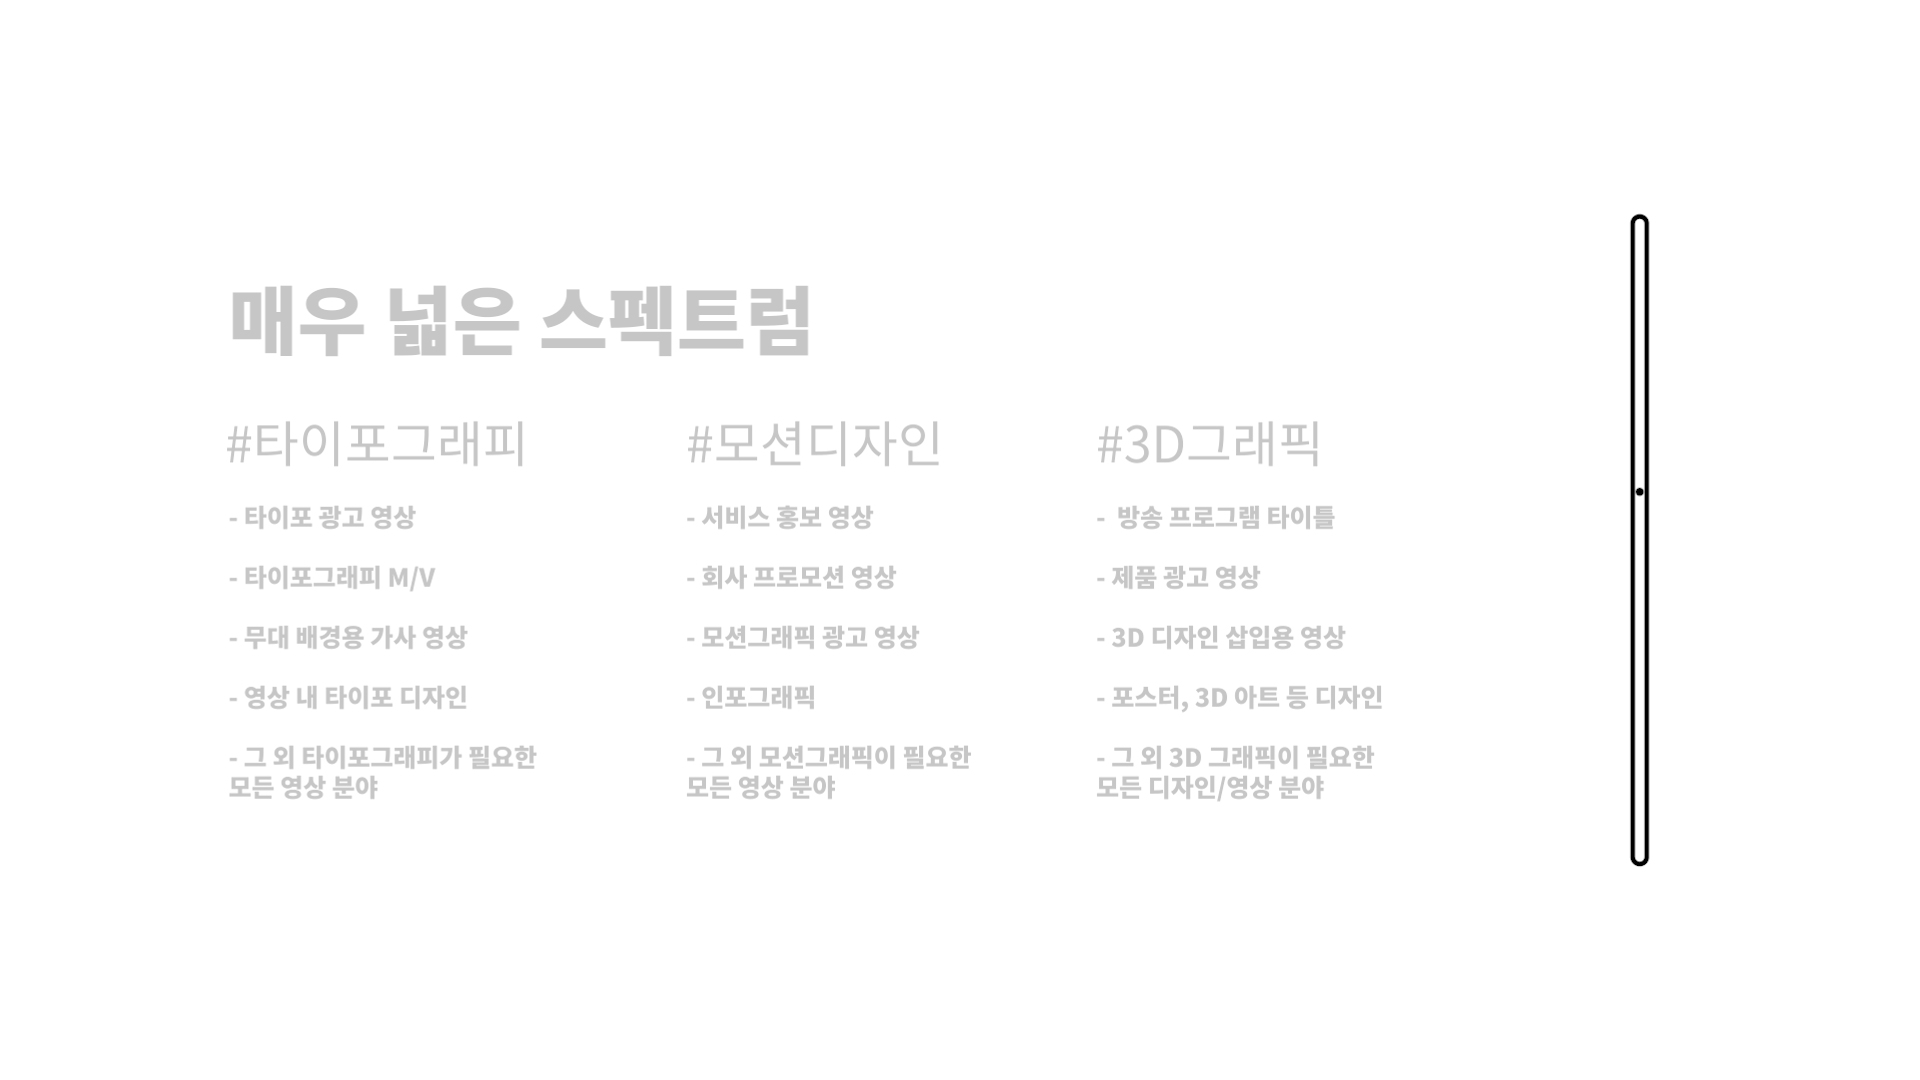 매우 넓은 스펙트럼
#타이포그래피
- 타이포 광고 영상
- 타이포그래피 M/V
- 무대 배경용 가사 영상
- 영상 내 타이포 디자인
- 그 외 타이포그래피가 필요한
모든 영상 분야
#모션디자인
- 서비스 홍보 영상
- 회사 프로모션 영상
- 모션그래픽 광고 영상
- 인포그래픽
- 그 외 모션그래픽이 필요한
모든 영상 분야
#3D그래픽
- 방송 프로그램 타이틀
- 제품 광고 영상
- 3D 디자인 삽입용 영상
- 포스터, 3D 아트 등 디자인
- 그 외 3D 그래픽이 필요한
모든 디자인/영상 분야